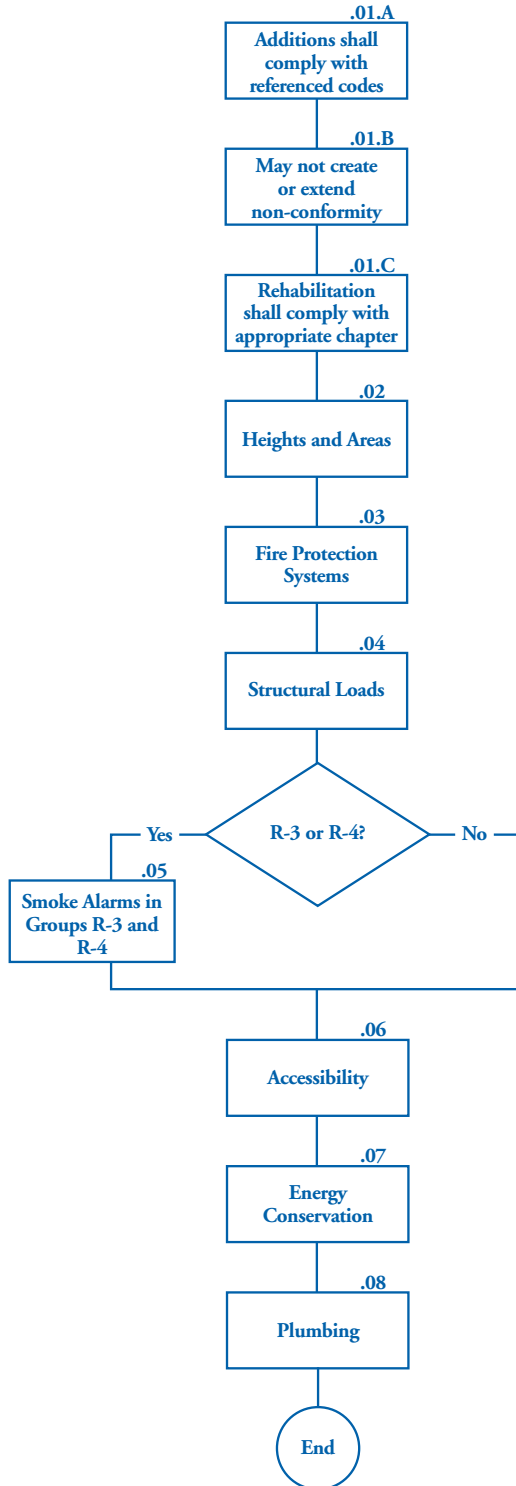 .01.A
Additions shall
comply with
referenced codes
.01.B
May not create
or extend
non-conformity
.01.C
Rehabilitation
shall comply with
appropriate chapter
.02
Heights and Areas
.03
Fire Protection
Systems
.04
Structural Loads
Yes
R-3 or R-4?
No
.05
Smoke Alarms in
Groups R-3 and
R-4
.06
Accessibility
.07
Energy
Conservation
.08
Plumbing
End